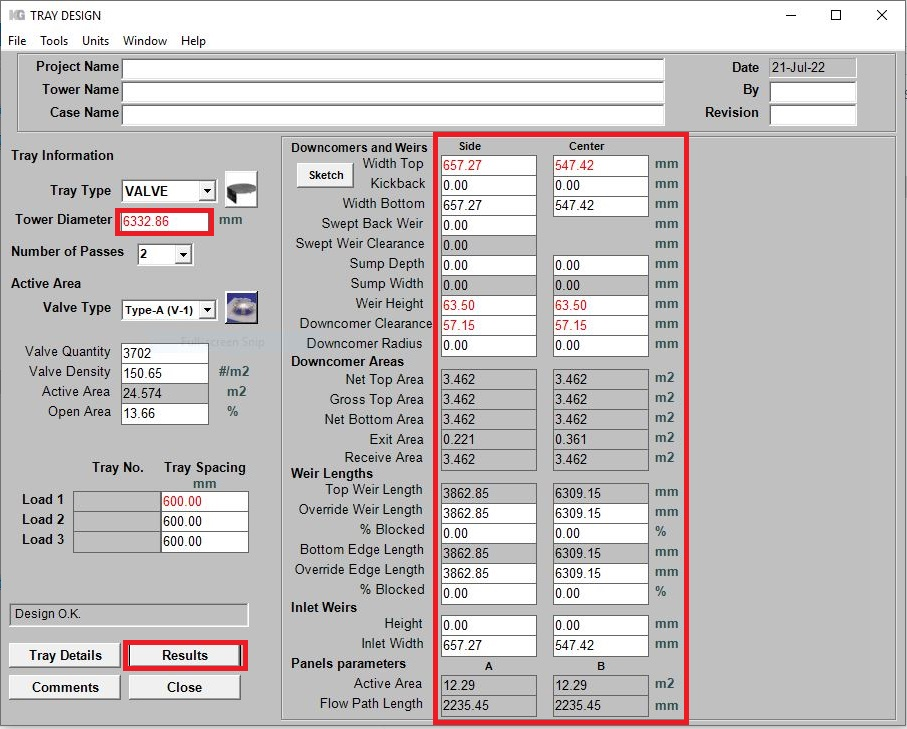 KG TRAY DESIGN
File Tools Units Window Help
Project Name
Tower Name
Case Name
Date 21-Jul-22
By
Revision
Tray Information
Tray Type VALVE
Tower Diameter 6332.86 mm
Number of Passes 2
Active Area
Valve Type Type-A (V-1)
Fullscreen Snip
Valve Quantity 3702
Valve Density 150.65 #/m2
Active Area 24.574 m2
Open Area 13.66 %
Tray No. Tray Spacing
mm
Load 1 600.00
Load 2 600.00
Load 3 600.00
Design O.K.
Tray Details Results
Comments Close
Downcomers and Weirs Side Center
Sketch
Width Top 657.27 547.42 mm
Kickback 0.00 0.00 mm
Width Bottom 657.27 547.42 mm
Swept Back Weir 0.00 mm
Swept Weir Clearance 0.00 mm
Sump Depth 0.00 0.00 mm
Sump Width 0.00 0.00 mm
Weir Height 63.50 63.50 mm
Downcomer Clearance 57.15 57.15 mm
Downcomer Radius 0.00 0.00 mm
Downcomer Areas
Net Top Area 3.462 3.462 m2
Gross Top Area 3.462 3.462 m2
Net Bottom Area 3.462 3.462 m2
Exit Area 0.221 0.361 m2
Receive Area 3.462 3.462 m2
Weir Lengths
Top Weir Length 3862.85 6309.15 mm
Override Weir Length 3862.85 6309.15 mm
% Blocked 0.00 0.00 %
Bottom Edge Length 3862.85 6309.15 mm
Override Edge Length 3862.85 6309.15 mm
% Blocked 0.00 0.00 %
Inlet Weirs
Height 0.00 0.00 mm
Inlet Width 657.27 547.42 mm
Panels parameters A B
Active Area 12.29 12.29 m2
Flow Path Length 2235.45 2235.45 mm